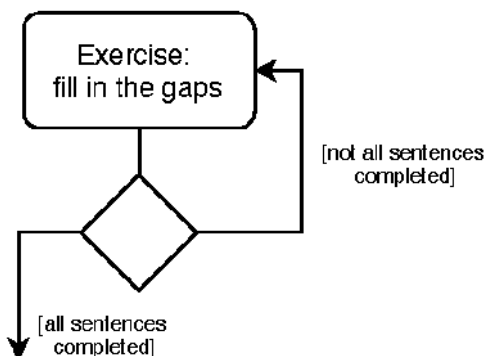 Exercise:
fill in the gaps
[not all sentences
completed]
[all sentences
completed]